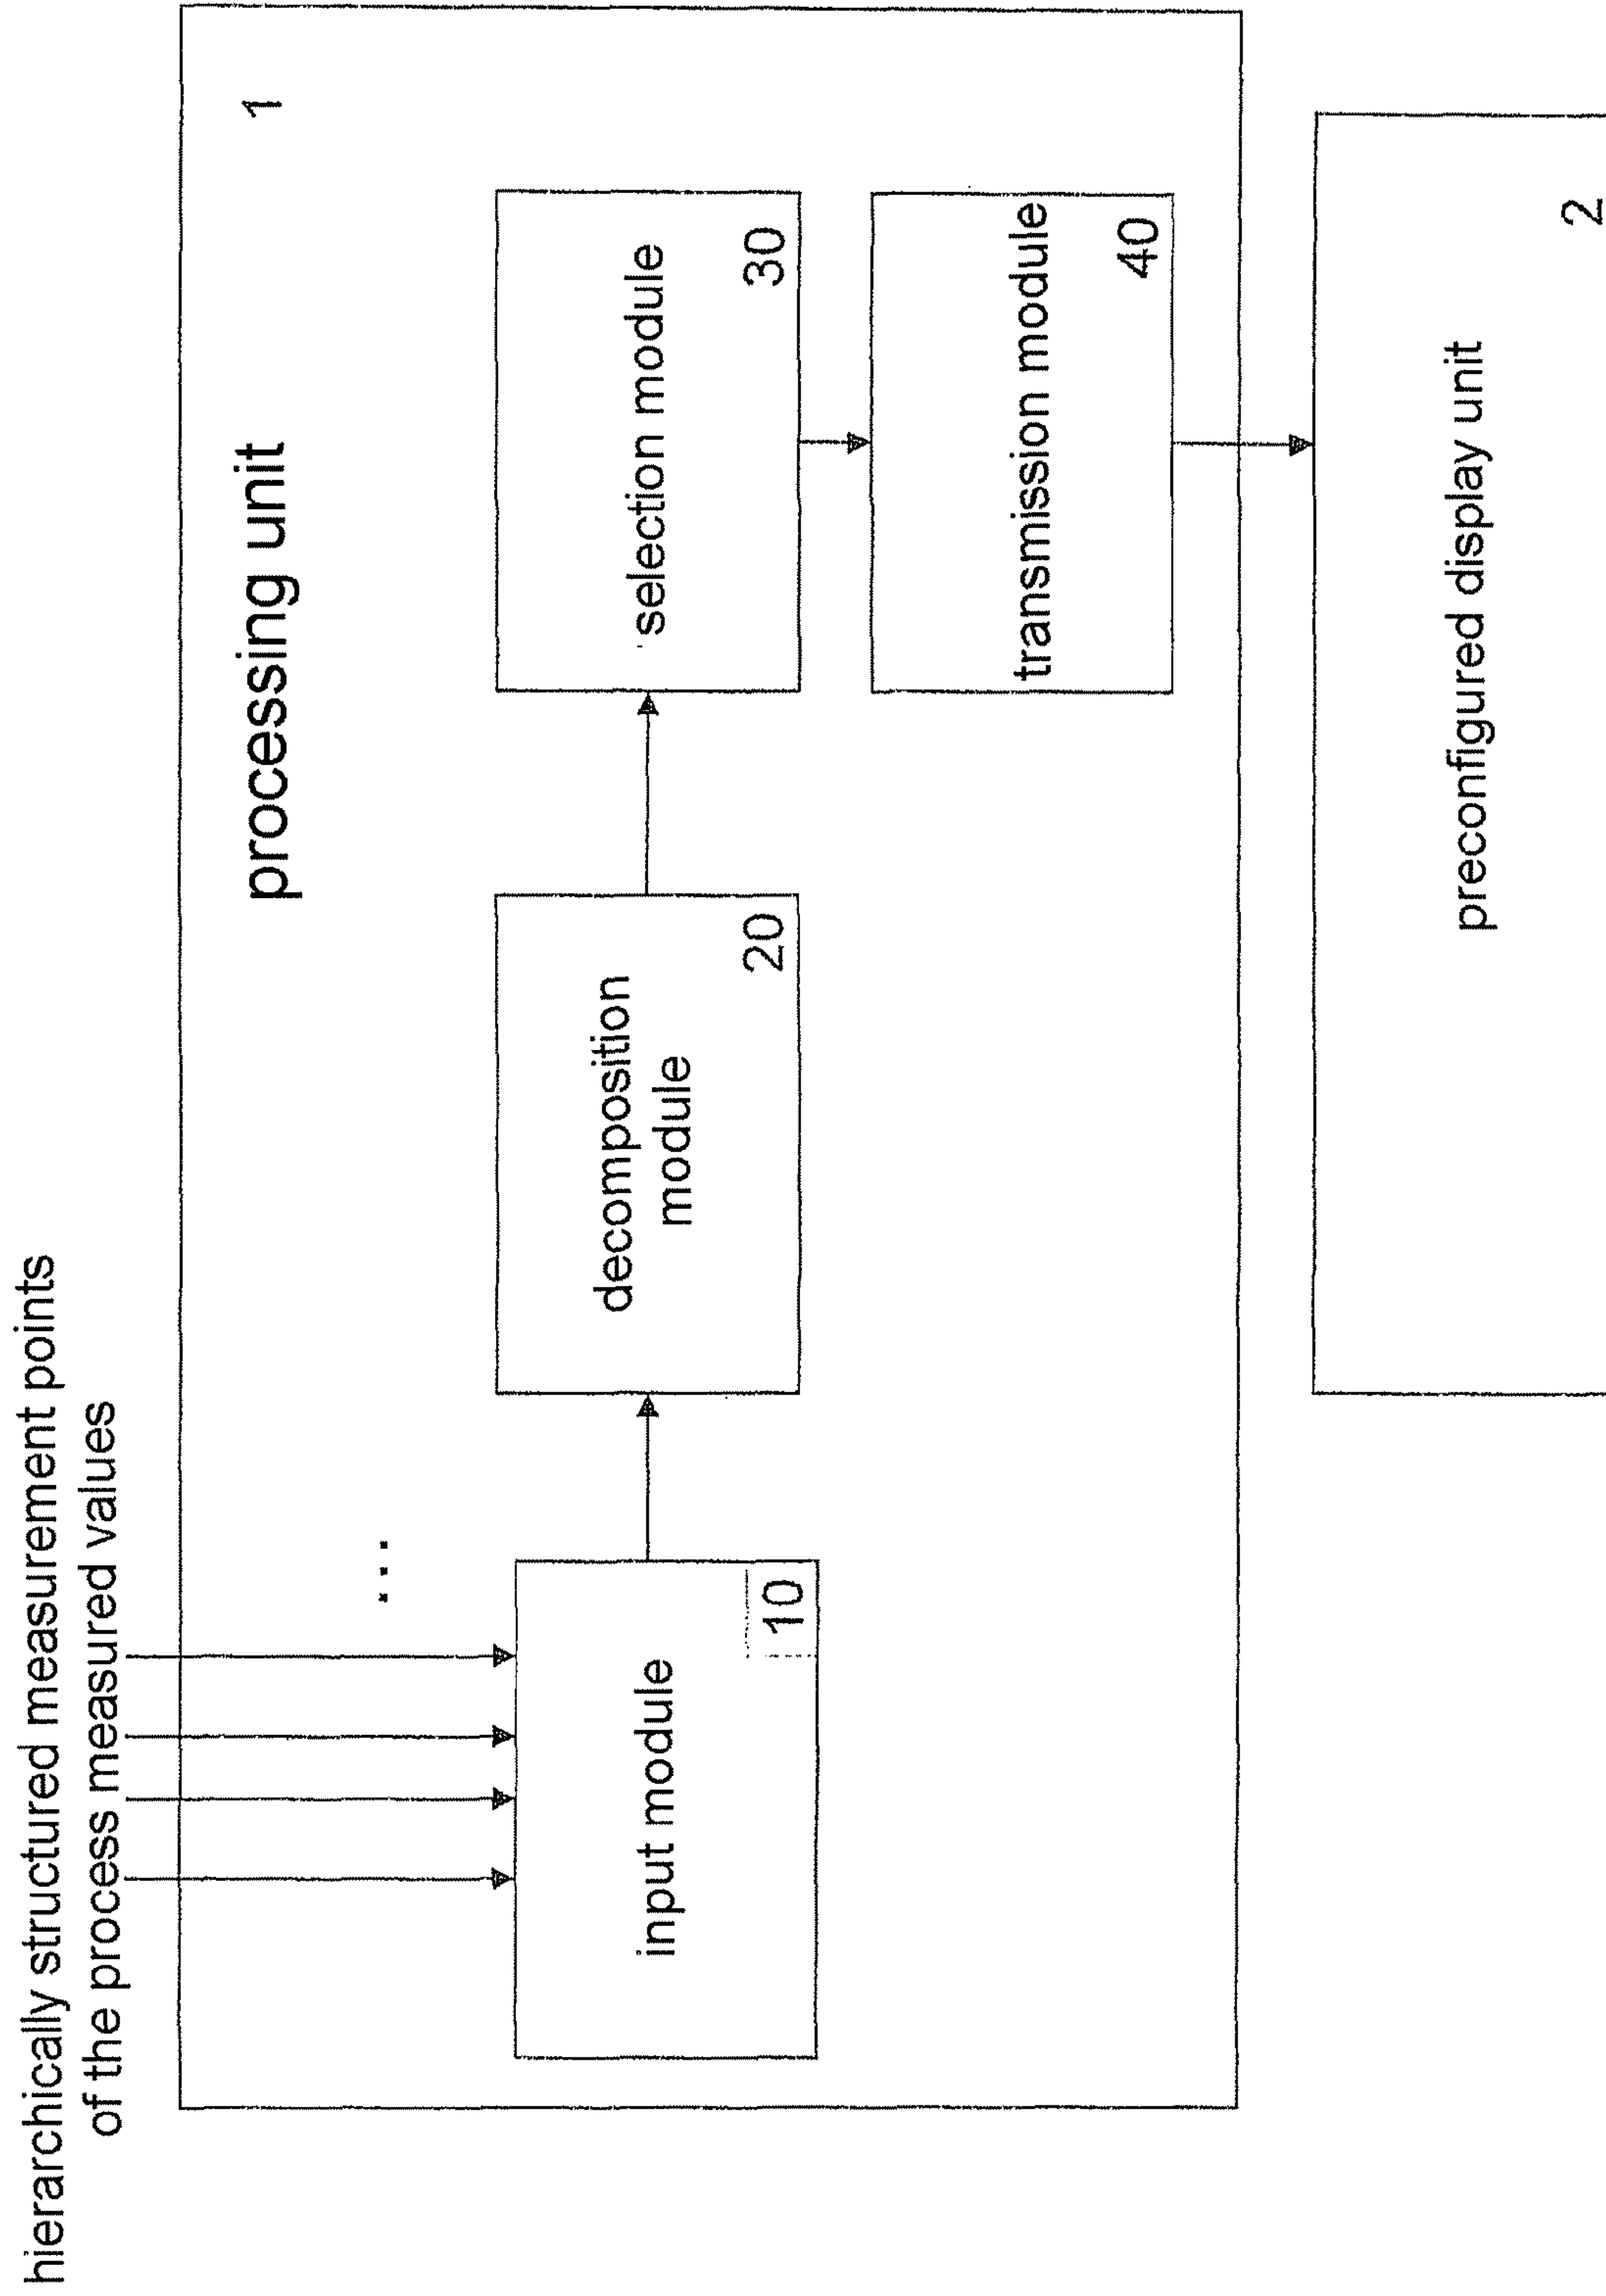 hierarchically structured measurement points
of the process measured values
processing unit
1
...
input module
10
decomposition
module
20
selection module
30
transmission module
40
preconfigured display unit
2